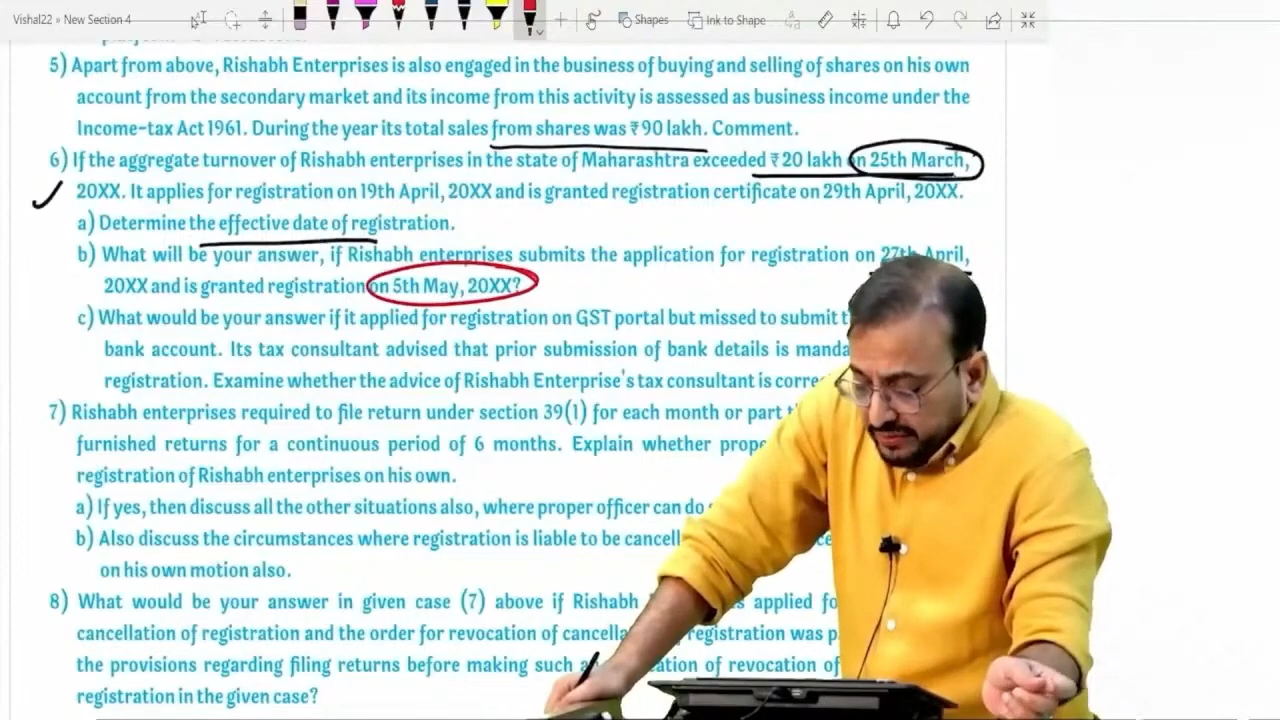 Vishal22 » New Section 4
Shapes
Ink to Shape
5) Apart from above, Rishabh Enterprises is also engaged in the business of buying and selling of shares on his own
account from the secondary market and its income from this activity is assessed as business income under the
Income-tax Act 1961. During the year its total sales from shares was ₹90 lakh. Comment.
6) If the aggregate turnover of Rishabh enterprises in the state of Maharashtra exceeded ₹20 lakh on 25th March,
20XX. It applies for registration on 19th April, 20XX and is granted registration certificate on 29th April, 20XX.
a) Determine the effective date of registration.
b) What will be your answer, if Rishabh enterprises submits the application for registration on 27th April,
20XX and is granted registration on 5th May, 20XX?
c) What would be your answer if it applied for registration on GST portal but missed to submit
bank account. Its tax consultant advised that prior submission of bank details is
registration. Examine whether the advice of Rishabh Enterprise's tax consultant is
7) Rishabh enterprises required to file return under section 39(1) for each month or part
furnished returns for a continuous period of 6 months. Explain whether
registration of Rishabh enterprises on his own.
a) If yes, then discuss all the other situations also, where proper officer can do
b) Also discuss the circumstances where registration is liable to be
on his own motion also.
8) What would be your answer in given case (7) above if Rishabh applied
cancellation of registration and the order for revocation of registration was
the provisions regarding filing returns before making such of revocation of
registration in the given case?